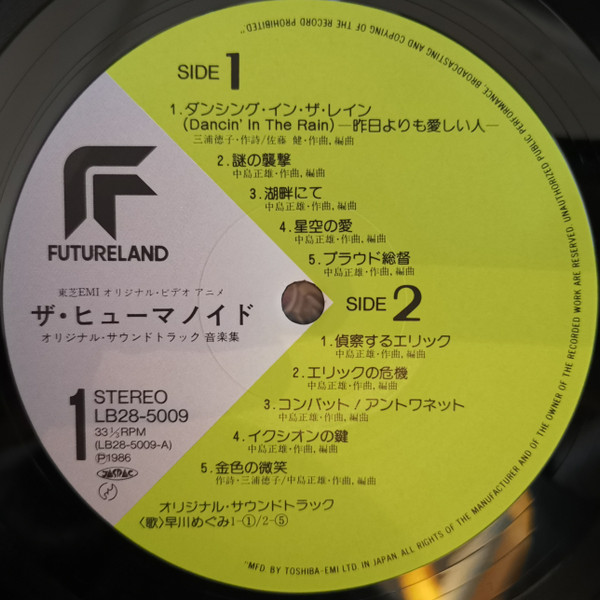 SIDE 1
1. ダンシング・イン・ザ・レイン
(Dancin' In The Rain) —昨日よりも愛しい人—
三浦徳子・作詩/佐藤 健・作曲,編曲
2. 謎の襲撃
中島正雄・作曲,編曲
3. 湖畔にて
中島正雄・作曲,編曲
4. 星空の愛
中島正雄・作曲,編曲
5. プラウド総督
中島正雄・作曲,編曲
SIDE 2
1. 偵察するエリック
中島正雄・作曲,編曲
2. エリックの危機
中島正雄・作曲,編曲
3. コンバット/アントワネット
中島正雄・作曲,編曲
4. イクシオンの鍵
中島正雄・作曲,編曲
5. 金色の微笑
作詩・三浦徳子/中島正雄・作曲,編曲
オリジナル・サウンドトラック
〈歌〉早川めぐみ1-①/2-⑤
FUTURELAND
東芝EMI オリジナル・ビデオ アニメ
ザ・ヒューマノイド
オリジナル・サウンドトラック 音楽集
1
STEREO
LB28-5009
33⅓RPM
(LB28-5009-A)
Ⓟ1986
JASRAC
"MFD. BY TOSHIBA-EMI LTD. IN JAPAN. ALL RIGHTS OF THE MANUFACTURER AND OF THE OWNER OF THE RECORDED WORK ARE RESERVED. UNAUTHORIZED PUBLIC PERFORMANCE, BROADCASTING AND COPYING OF THE RECORD PROHIBITED"